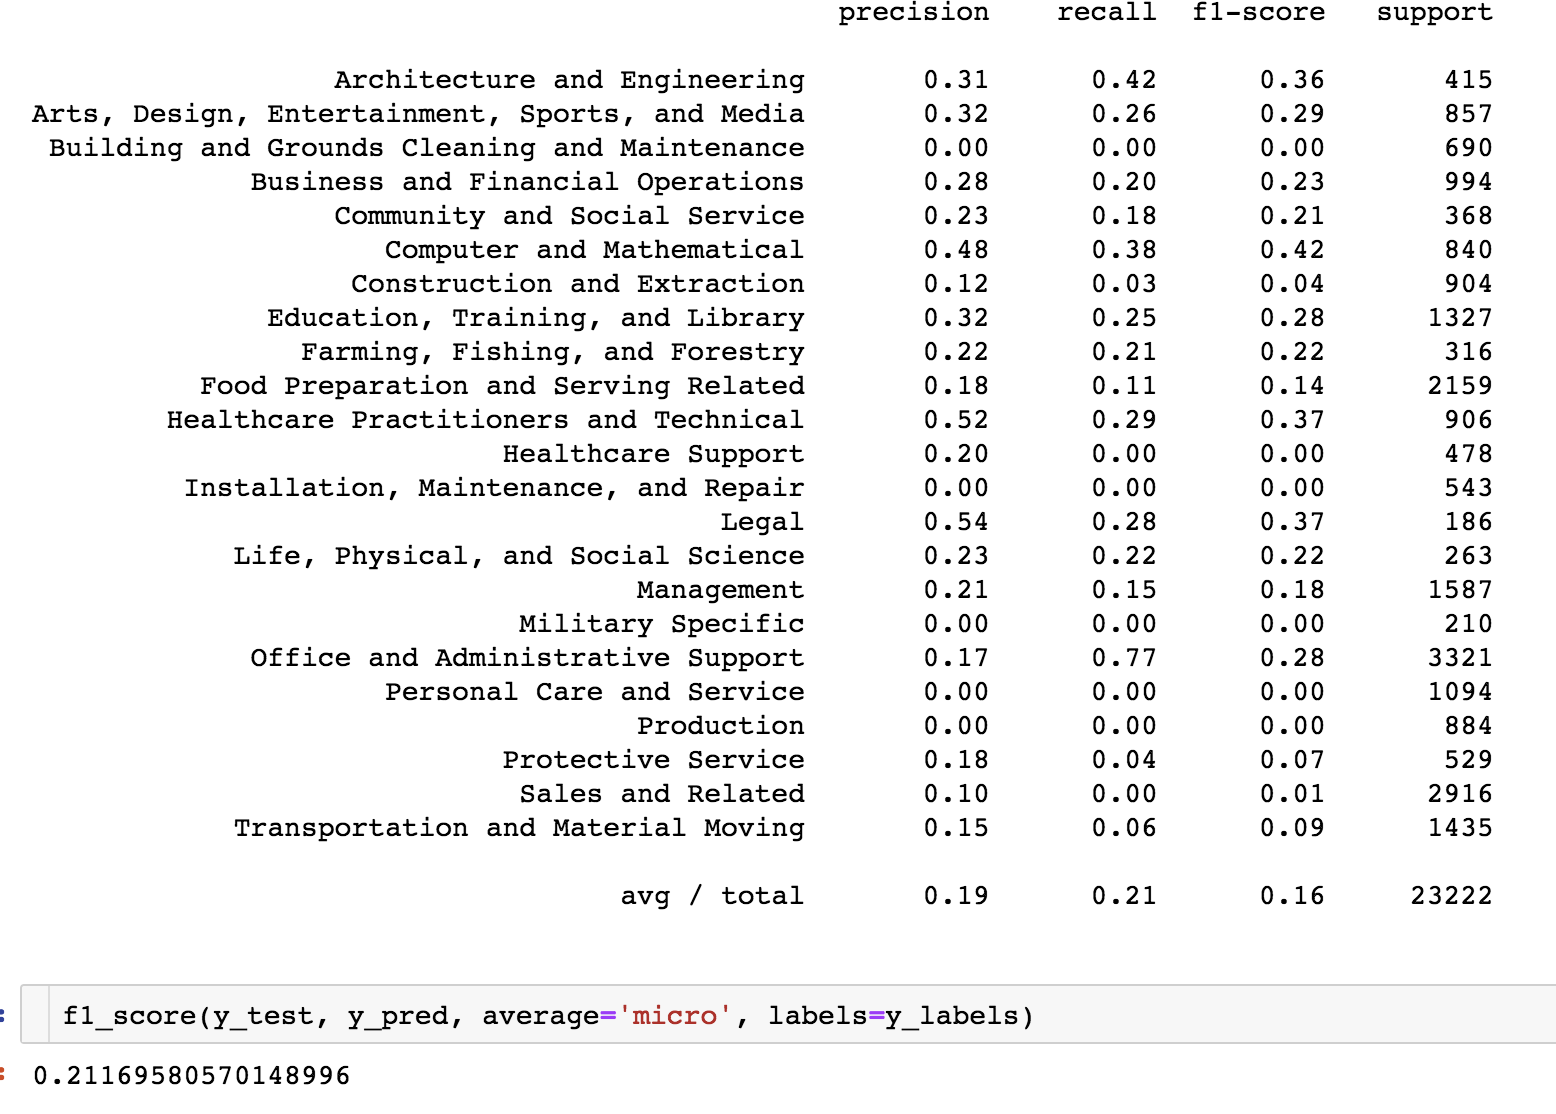 precision recall f1-score support
Architecture and Engineering 0.31 0.42 0.36 415
Arts, Design, Entertainment, Sports, and Media 0.32 0.26 0.29 857
Building and Grounds Cleaning and Maintenance 0.00 0.00 0.00 690
Business and Financial Operations 0.28 0.20 0.23 994
Community and Social Service 0.23 0.18 0.21 368
Computer and Mathematical 0.48 0.38 0.42 840
Construction and Extraction 0.12 0.03 0.04 904
Education, Training, and Library 0.32 0.25 0.28 1327
Farming, Fishing, and Forestry 0.22 0.21 0.22 316
Food Preparation and Serving Related 0.18 0.11 0.14 2159
Healthcare Practitioners and Technical 0.52 0.29 0.37 906
Healthcare Support 0.20 0.00 0.00 478
Installation, Maintenance, and Repair 0.00 0.00 0.00 543
Legal 0.54 0.28 0.37 186
Life, Physical, and Social Science 0.23 0.22 0.22 263
Management 0.21 0.15 0.18 1587
Military Specific 0.00 0.00 0.00 210
Office and Administrative Support 0.17 0.77 0.28 3321
Personal Care and Service 0.00 0.00 0.00 1094
Production 0.00 0.00 0.00 884
Protective Service 0.18 0.04 0.07 529
Sales and Related 0.10 0.00 0.01 2916
Transportation and Material Moving 0.15 0.06 0.09 1435
avg / total 0.19 0.21 0.16 23222
: f1_score(y_test, y_pred, average='micro', labels=y_labels)
: 0.21169580570148996